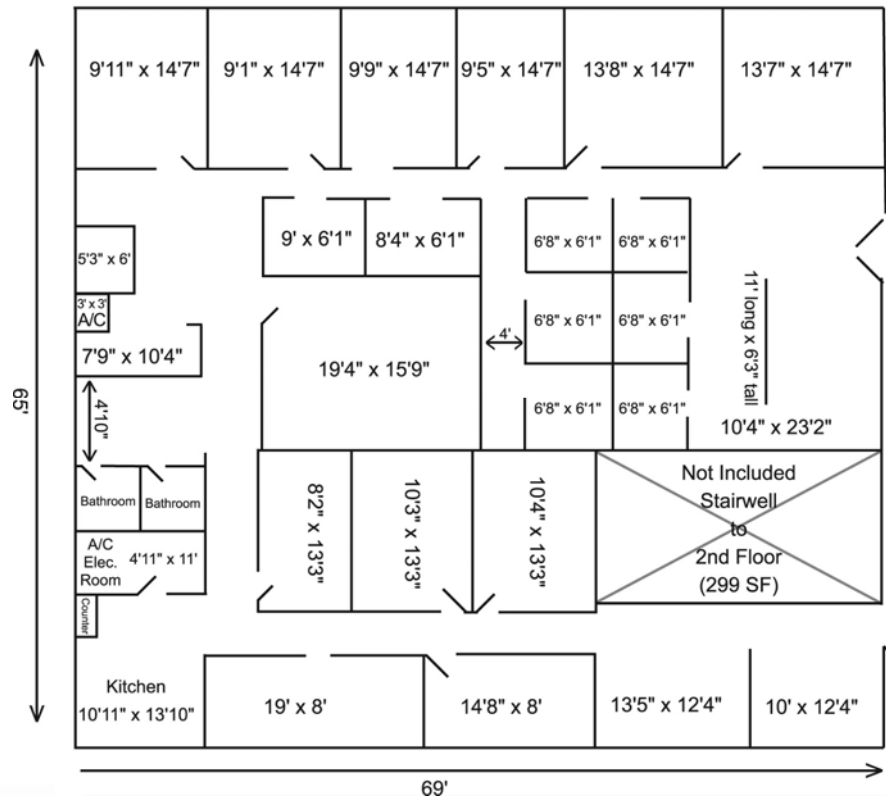 9'11" x 14'7"
9'1" x 14'7"
9'9" x 14'7"
9'5" x 14'7"
13'8" x 14'7"
13'7" x 14'7"
9' x 6'1"
8'4" x 6'1"
6'8" x 6'1"
6'8" x 6'1"
5'3" x 6'
3' x 3'
A/C
7'9" x 10'4"
19'4" x 15'9"
4'
6'8" x 6'1"
6'8" x 6'1"
11' long x 6'3" tall
65'
4'10"
6'8" x 6'1"
6'8" x 6'1"
10'4" x 23'2"
Bathroom
Bathroom
8'2" x 13'3"
10'3" x 13'3"
10'4" x 13'3"
Not Included
Stairwell
to
2nd Floor
(299 SF)
A/C
Elec.
Room
4'11" x 11'
Counter
Kitchen
10'11" x 13'10"
19' x 8'
14'8" x 8'
13'5" x 12'4"
10' x 12'4"
69'